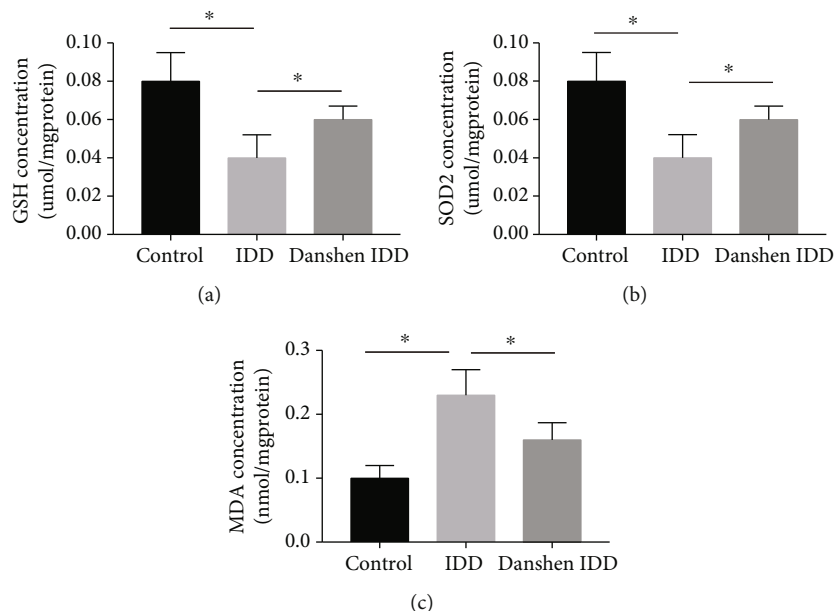 GSH concentration
(umol/mgprotein)
0.10
0.08
0.06
0.04
0.02
0.00
*
*
Control IDD Danshen IDD
(a)
SOD2 concentration
(umol/mgprotein)
0.10
0.08
0.06
0.04
0.02
0.00
*
*
Control IDD Danshen IDD
(b)
MDA concentration
(nmol/mgprotein)
0.3
0.2
0.1
0.0
*
*
Control IDD Danshen IDD
(c)